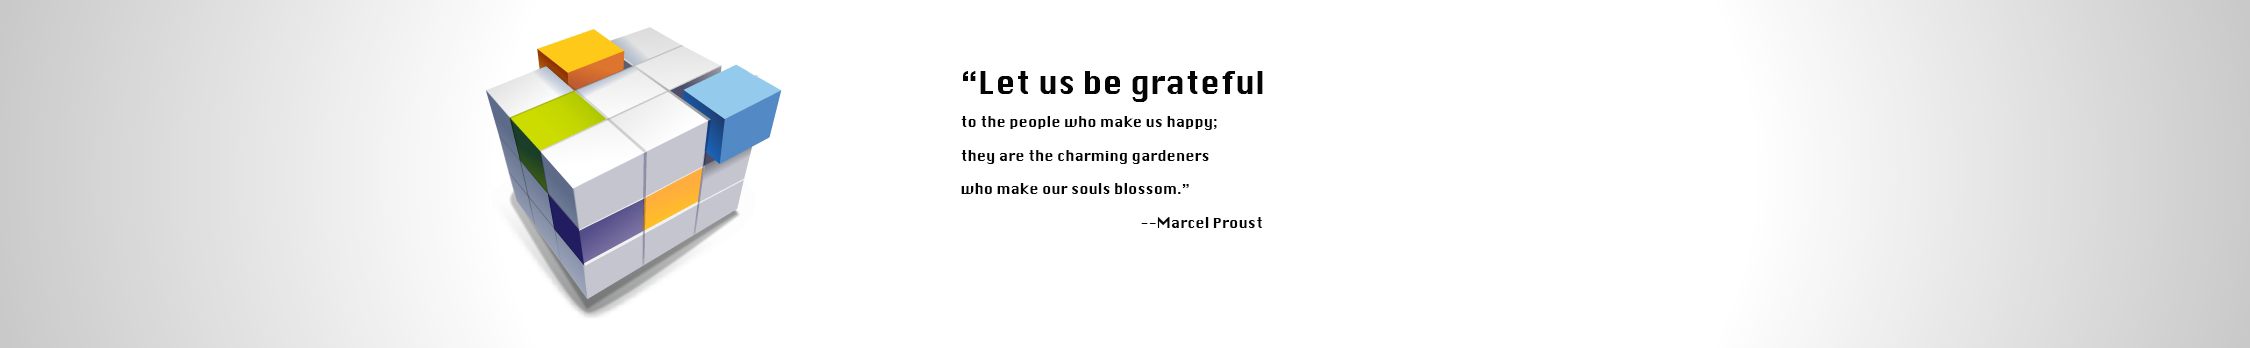 “Let us be grateful
to the people who make us happy;
they are the charming gardeners
who make our souls blossom.”
--Marcel Proust